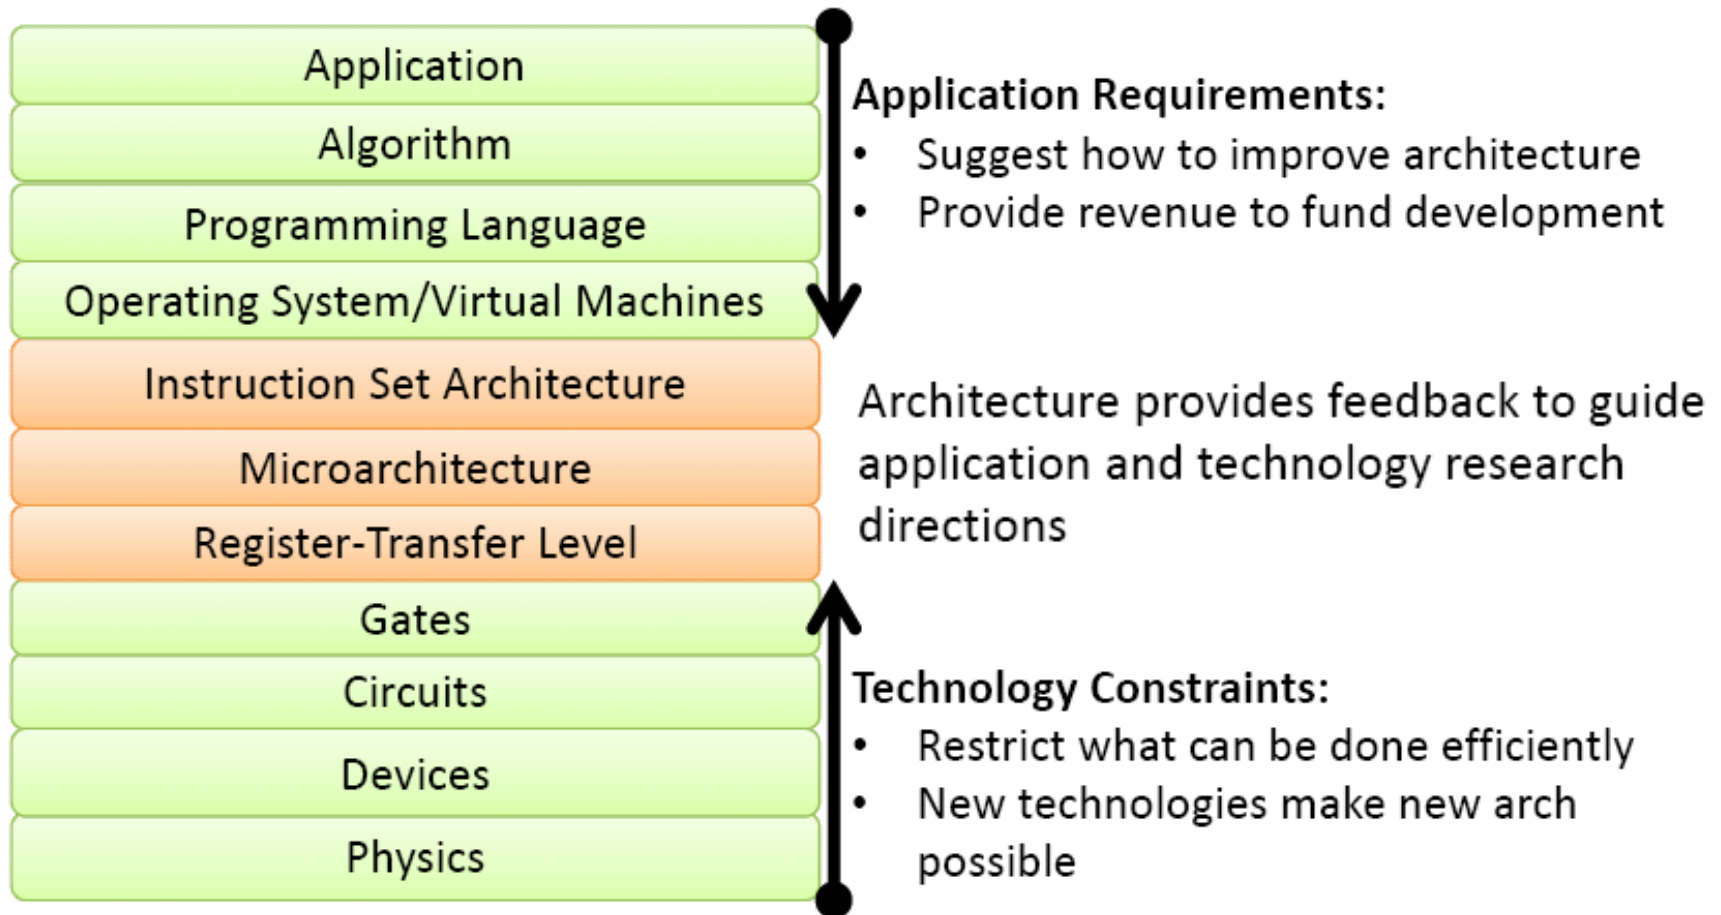 Application
Algorithm
Programming Language
Operating System/Virtual Machines
Instruction Set Architecture
Microarchitecture
Register-Transfer Level
Gates
Circuits
Devices
Physics
Application Requirements:
• Suggest how to improve architecture
• Provide revenue to fund development
Architecture provides feedback to guide
application and technology research
directions
Technology Constraints:
• Restrict what can be done efficiently
• New technologies make new arch
possible